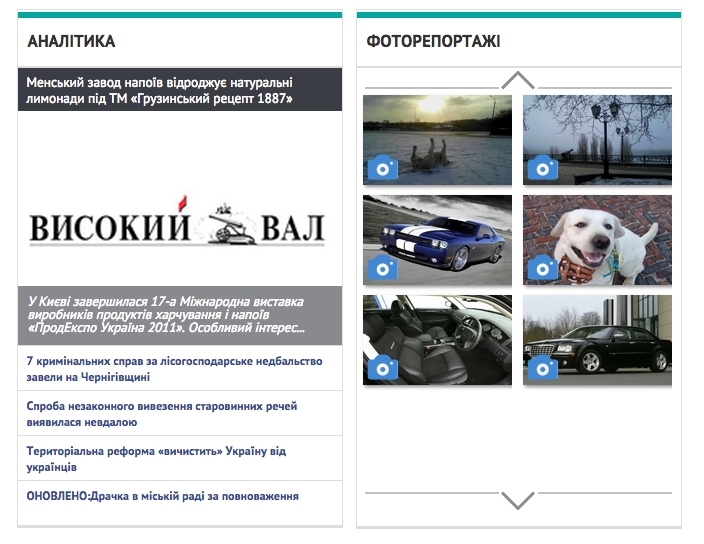 АНАЛІТИКА
Менський завод напоїв відроджує натуральні
лимонади під ТМ «Грузинський рецепт 1887»
ВИСОКИЙ ВАЛ
У Києві завершилася 17-а Міжнародна виставка
виробників продуктів харчування і напоїв
«ПродЕкспо Україна 2011». Особливий інтерес...
7 кримінальних справ за лісогосподарське недбальство
завели на Чернігівщині
Спроба незаконного вивезення старовинних речей
виявилася невдалою
Територіальна реформа «вичистить» Україну від
українців
ОНОВЛЕНО:Драчка в міській раді за повноваження
ФОТОРЕПОРТАЖІ